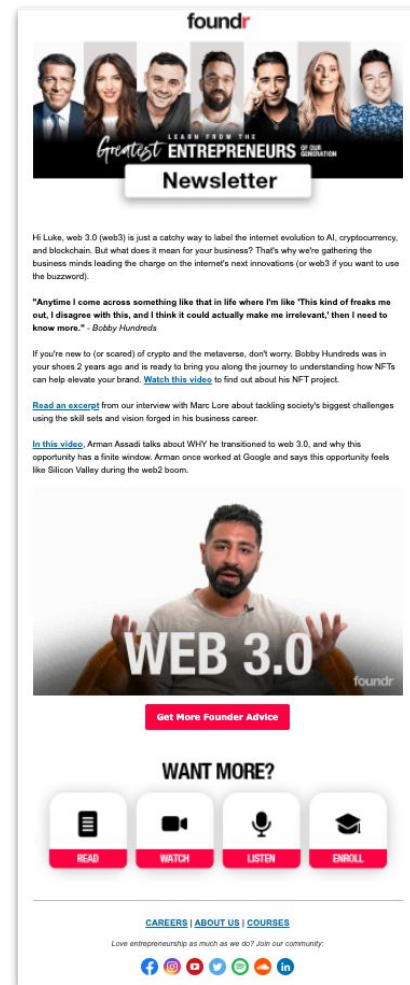 foundr
LEARN FROM THE
Greatest ENTREPRENEURS OF OUR GENERATION
Newsletter
Hi Luke, web 3.0 (web3) is just a catchy way to label the internet evolution to AI, cryptocurrency,
and blockchain. But what does it mean for your business? That's why we're gathering the
business minds leading the charge on the internet's next innovations (or web3 if you want to use
the buzzword).
"Anytime I come across something like that in life where I'm like 'This kind of freaks me
out, I disagree with this, and I think it could actually make me irrelevant,' then I need to
know more." - Bobby Hundreds
If you're new to (or scared) of crypto and the metaverse, don't worry. Bobby Hundreds was in
your shoes 2 years ago and is ready to bring you along the journey to understanding how NFTs
can help elevate your brand. Watch this video to find out about his NFT project.
Read an excerpt from our interview with Marc Lore about tackling society's biggest challenges
using the skill sets and vision forged in his business career.
In this video, Arman Assadi talks about WHY he transitioned to web 3.0, and why this
opportunity has a finite window. Arman once worked at Google and says this opportunity feels
like Silicon Valley during the web2 boom.
WEB 3.0
foundr
Get More Founder Advice
WANT MORE?
READ WATCH LISTEN ENROLL
CAREERS | ABOUT US | COURSES
Love entrepreneurship as much as we do? Join our community: